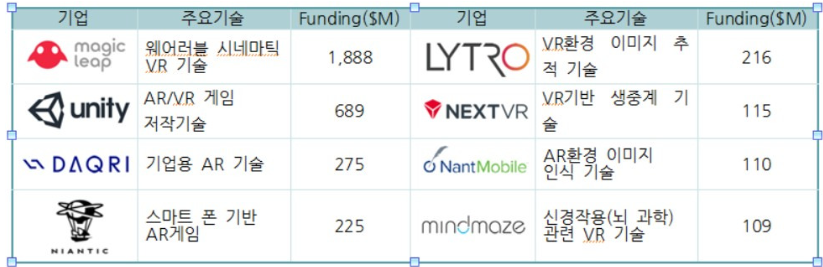 기업 주요기술 Funding($M) 기업 주요기술 Funding($M)
magic
leap
웨어러블 시네마틱
VR 기술
1,888
LYTRO
VR환경 이미지 추
적 기술
216
unity
AR/VR 게임
저작기술
689
NEXTVR
VR기반 생중계 기
술
115
DAQRI
기업용 AR 기술
275
NantMobile
AR환경 이미지
인식 기술
110
NIANTIC
스마트 폰 기반
AR게임
225
mindmaze
신경작용(뇌 과학)
관련 VR 기술
109